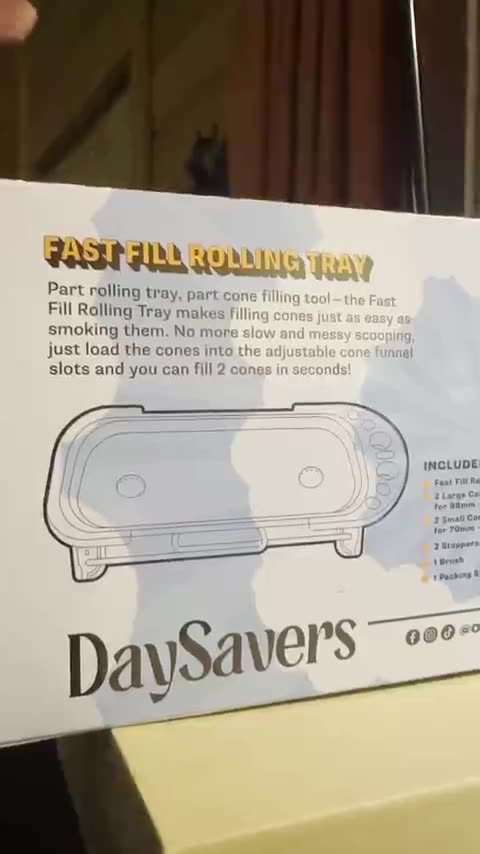 FAST FILL ROLLING TRAY
Part rolling tray, part cone filling tool – the Fast
Fill Rolling Tray makes filling cones just as easy as
smoking them. No more slow and messy scooping,
just load the cones into the adjustable cone funnel
slots and you can fill 2 cones in seconds!
Fast Fill
2 Large
for 98mm
2 Small
for 70mm
2 Stoppers
1 Brush
1 Packing
DaySavers